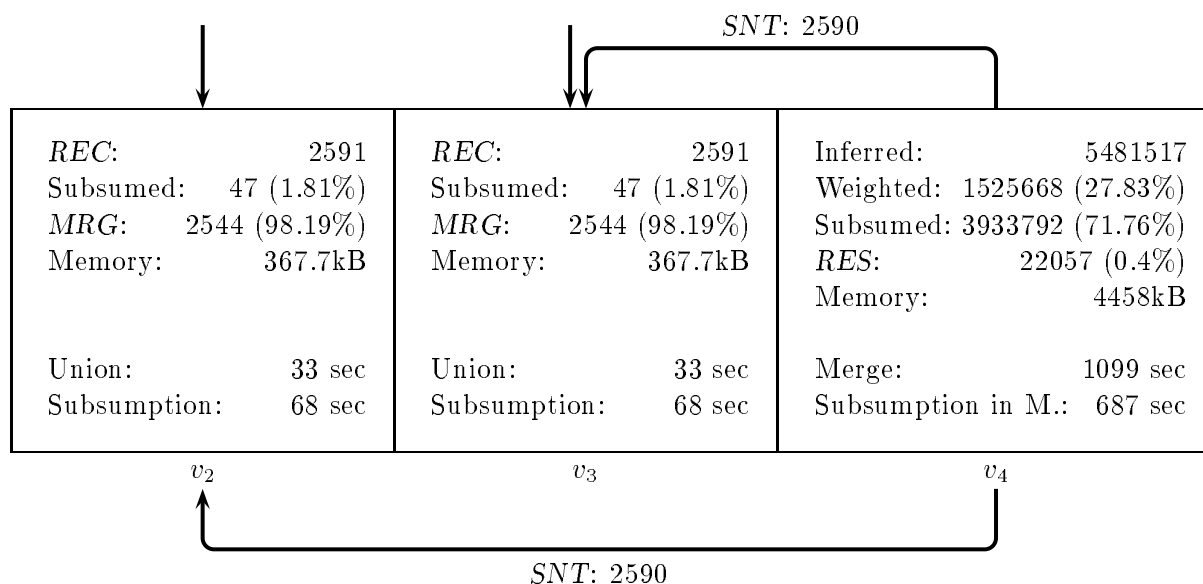 SNT: 2590
REC: 2591
Subsumed: 47 (1.81%)
MRG: 2544 (98.19%)
Memory: 367.7kB
Union: 33 sec
Subsumption: 68 sec
v2
REC: 2591
Subsumed: 47 (1.81%)
MRG: 2544 (98.19%)
Memory: 367.7kB
Union: 33 sec
Subsumption: 68 sec
v3
Inferred: 5481517
Weighted: 1525668 (27.83%)
Subsumed: 3933792 (71.76%)
RES: 22057 (0.4%)
Memory: 4458kB
Merge: 1099 sec
Subsumption in M.: 687 sec
v4
SNT: 2590